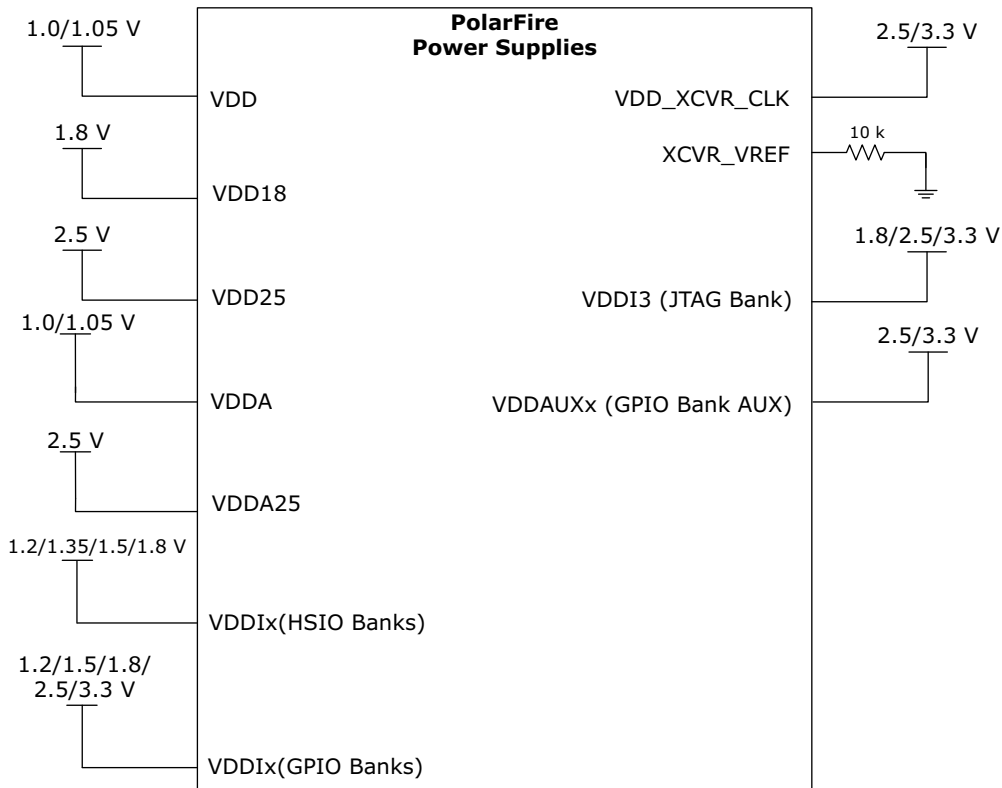 PolarFire
Power Supplies
1.0/1.05 V
VDD
1.8 V
VDD18
2.5 V
VDD25
1.0/1.05 V
VDDA
2.5 V
VDDA25
1.2/1.35/1.5/1.8 V
VDDIx(HSIO Banks)
1.2/1.5/1.8/
2.5/3.3 V
VDDIx(GPIO Banks)
2.5/3.3 V
VDD_XCVR_CLK
10 k
XCVR_VREF
1.8/2.5/3.3 V
VDDI3 (JTAG Bank)
2.5/3.3 V
VDDAUXx (GPIO Bank AUX)